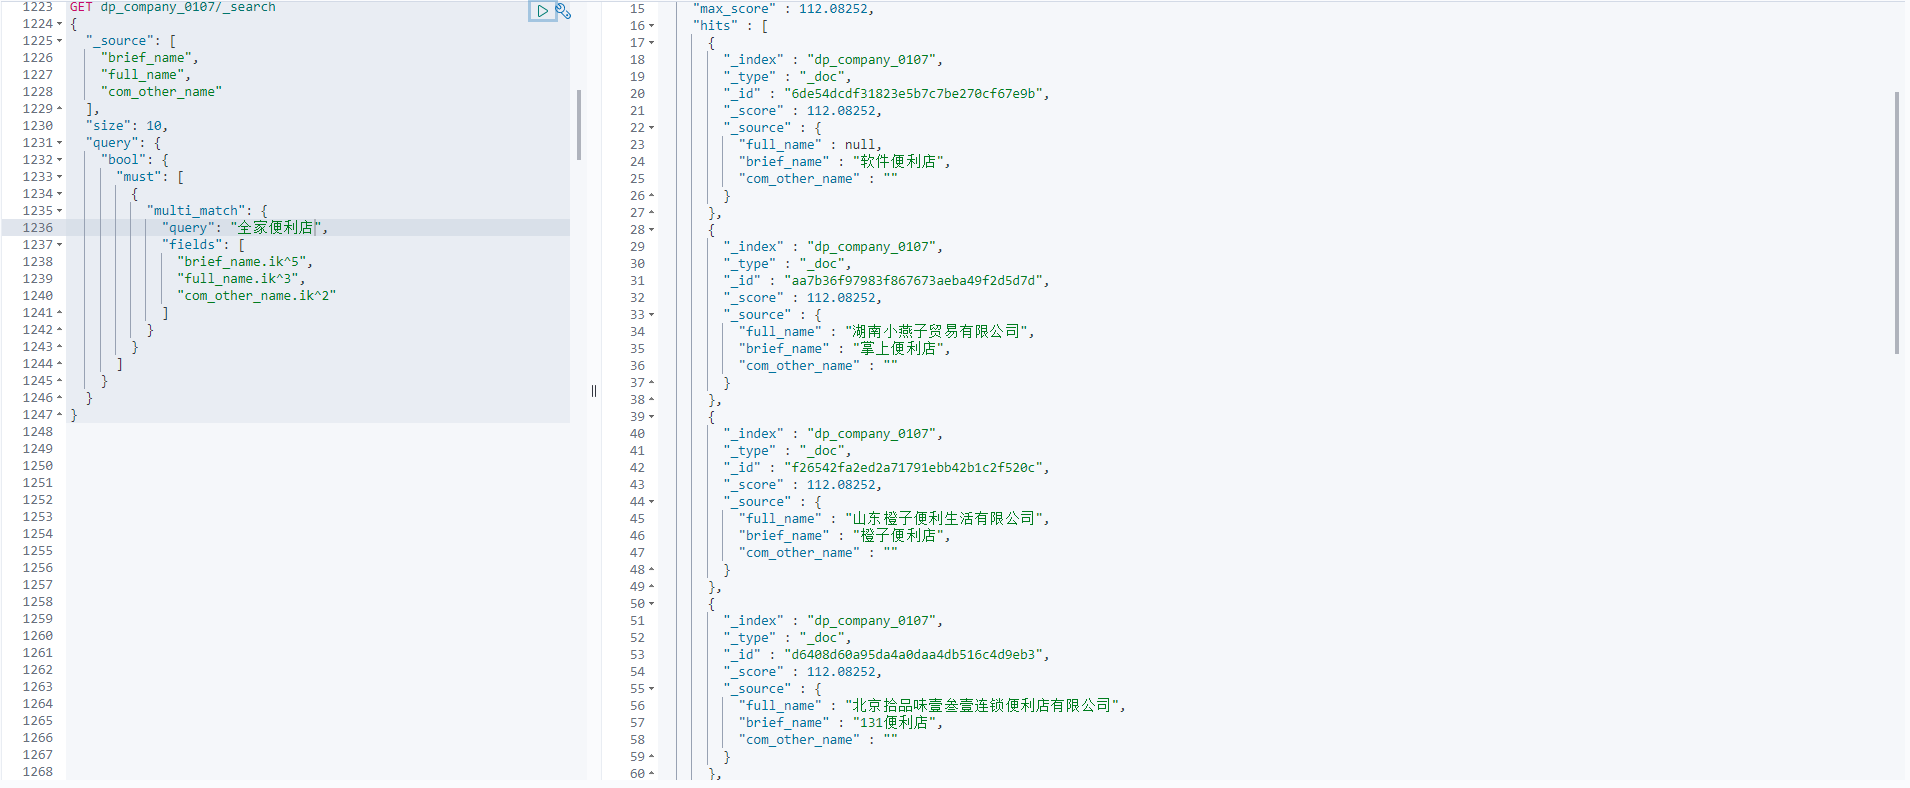 1223 GET dp_company_0107/_search
1224 {
1225 "_source": [
1226 "brief_name",
1227 "full_name",
1228 "com_other_name"
1229 ],
1230 "size": 10,
1231 "query": {
1232 "bool": {
1233 "must": [
1234 {
1235 "multi_match": {
1236 "query": "全家便利店",
1237 "fields": [
1238 "brief_name.ik^5",
1239 "full_name.ik^3",
1240 "com_other_name.ik^2"
1241 ]
1242 }
1243 }
1244 ]
1245 }
1246 }
1247 }
1248
1249
1250
1251
1252
1253
1254
1255
1256
1257
1258
1259
1260
1261
1262
1263
1264
1265
1266
1267
1268
15 "max_score" : 112.08252,
16 "hits" : [
17 {
18 "_index" : "dp_company_0107",
19 "_type" : "_doc",
20 "_id" : "6de54dcdf31823e5b7c7be270cf67e9b",
21 "_score" : 112.08252,
22 "_source" : {
23 "full_name" : null,
24 "brief_name" : "软件便利店",
25 "com_other_name" : ""
26 }
27 },
28 {
29 "_index" : "dp_company_0107",
30 "_type" : "_doc",
31 "_id" : "aa7b36f97983f867673aeba49f2d5d7d",
32 "_score" : 112.08252,
33 "_source" : {
34 "full_name" : "湖南小燕子贸易有限公司",
35 "brief_name" : "掌上便利店",
36 "com_other_name" : ""
37 }
38 },
39 {
40 "_index" : "dp_company_0107",
41 "_type" : "_doc",
42 "_id" : "f26542fa2ed2a71791ebb42b1c2f520c",
43 "_score" : 112.08252,
44 "_source" : {
45 "full_name" : "山东橙子便利生活有限公司",
46 "brief_name" : "橙子便利店",
47 "com_other_name" : ""
48 }
49 },
50 {
51 "_index" : "dp_company_0107",
52 "_type" : "_doc",
53 "_id" : "d6408d60a95da4a0daa4db516c4d9eb3",
54 "_score" : 112.08252,
55 "_source" : {
56 "full_name" : "北京拾品味壹叁壹连锁便利店有限公司",
57 "brief_name" : "131便利店",
58 "com_other_name" : ""
59 }
60 },